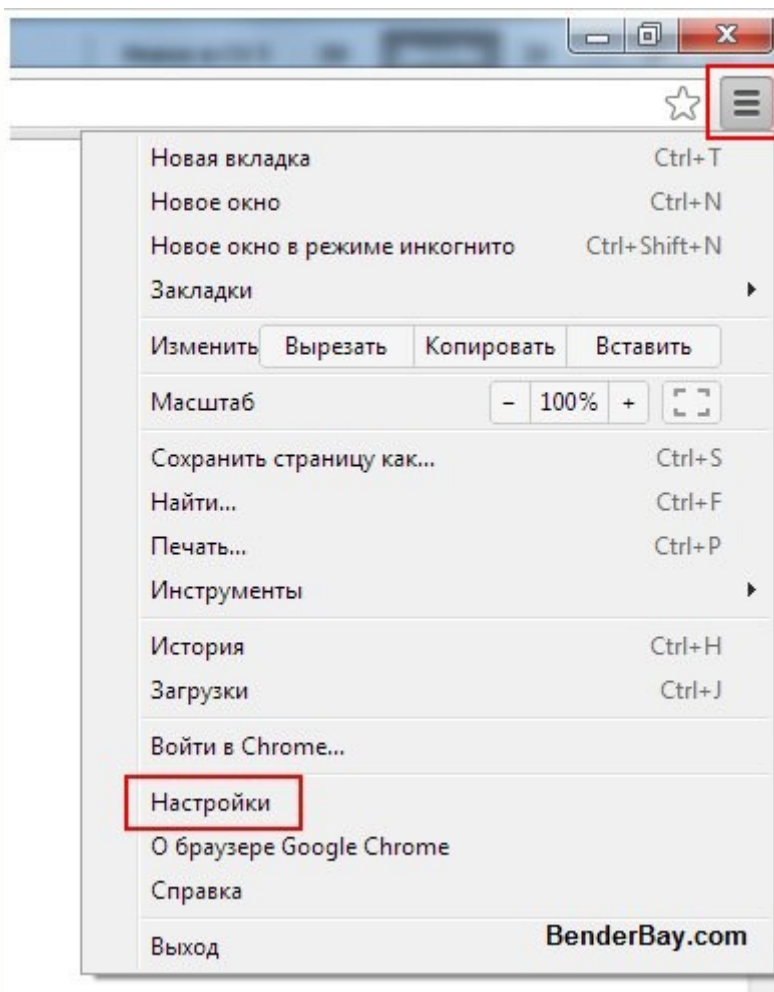 Новая вкладка Ctrl+T
Новое окно Ctrl+N
Новое окно в режиме инкогнито Ctrl+Shift+N
Закладки
Изменить Вырезать Копировать Вставить
Масштаб - 100% +
Сохранить страницу как... Ctrl+S
Найти... Ctrl+F
Печать... Ctrl+P
Инструменты
История Ctrl+H
Загрузки Ctrl+J
Войти в Chrome...
Настройки
О браузере Google Chrome
Справка
Выход
BenderBay.com